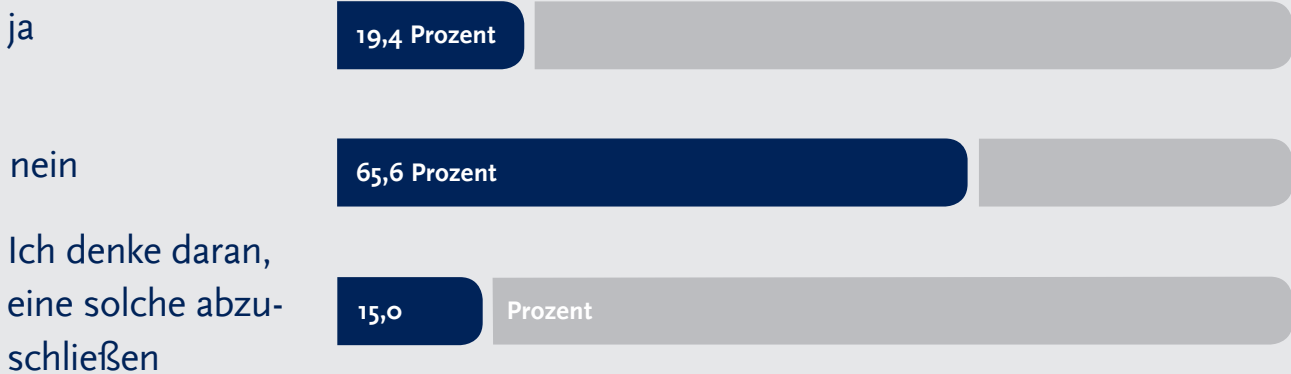 ja
19,4 Prozent
nein
65,6 Prozent
Ich denke daran,
eine solche abzu-
schließen
15,0 Prozent